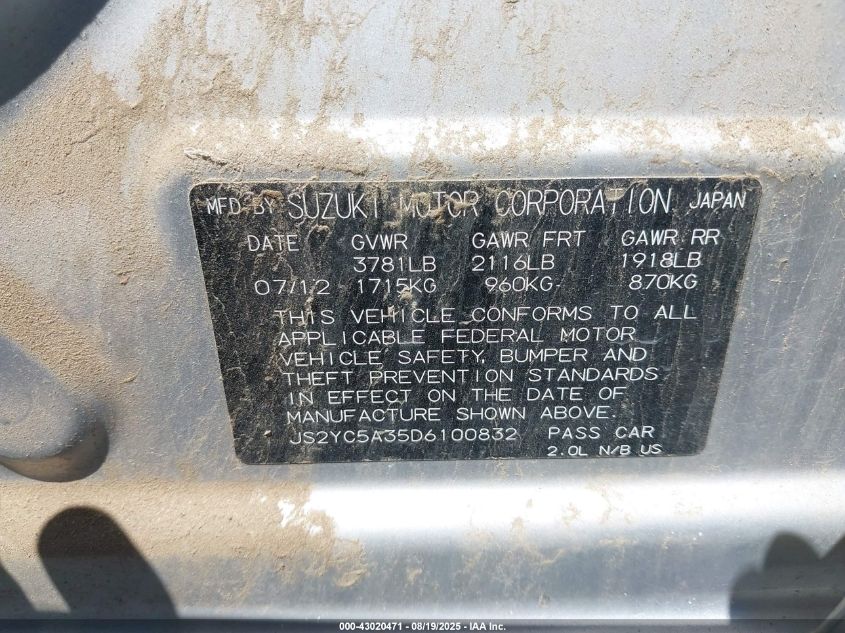 MFD BY SUZUKI MOTOR CORPORATION JAPAN
DATE GVWR GAWR FRT GAWR RR
3781LB 2116LB 1918LB
07/12 1715KG 960KG 870KG
THIS VEHICLE CONFORMS TO ALL
APPLICABLE FEDERAL MOTOR
VEHICLE SAFETY, BUMPER AND
THEFT PREVENTION STANDARDS
IN EFFECT ON THE DATE OF
MANUFACTURE SHOWN ABOVE.
JS2YC5A35D6100832 PASS CAR
2.0L N/B US
000-43020471 - 08/19/2025 - IAA Inc.